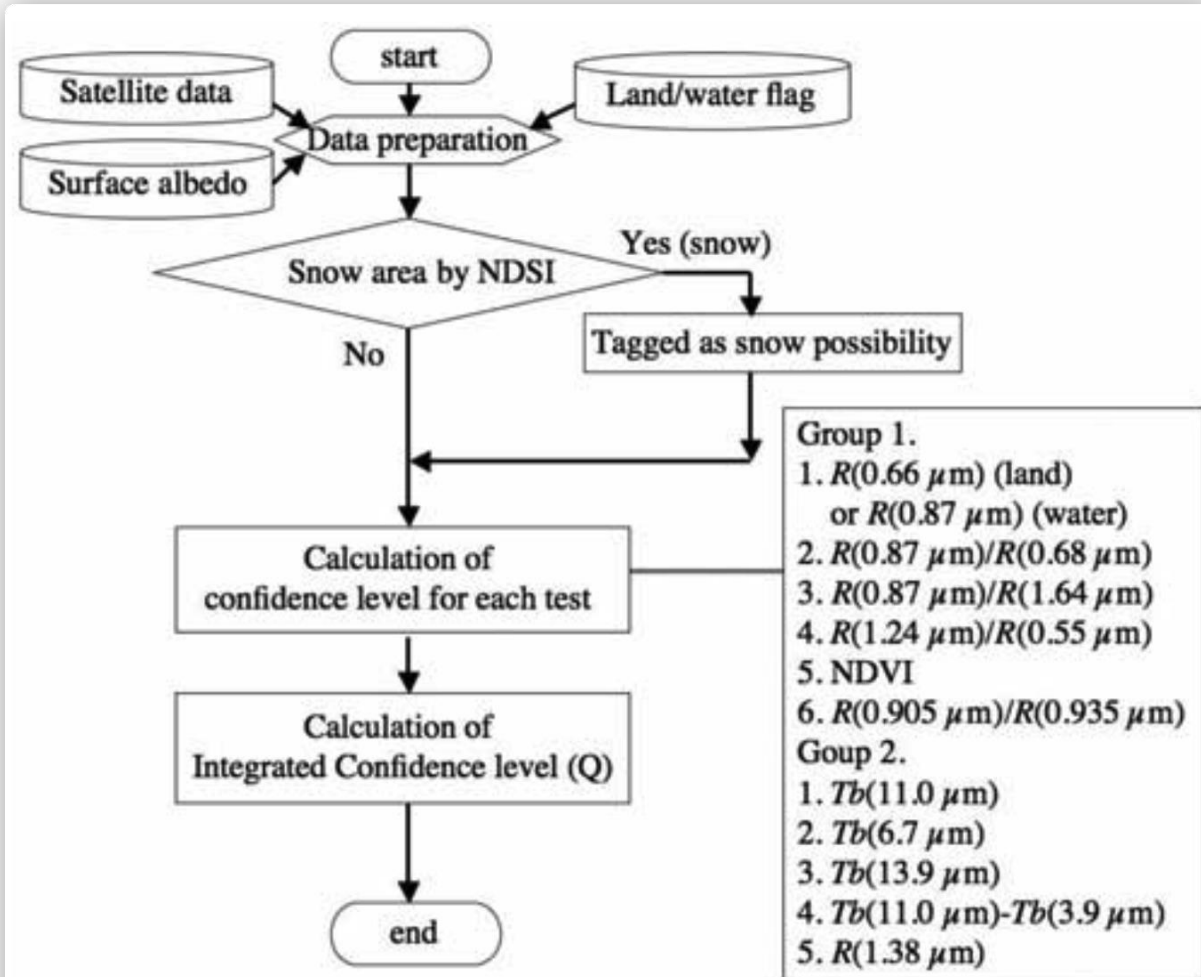 start
Satellite data
Land/water flag
Data preparation
Surface albedo
Yes (snow)
Snow area by NDSI
Tagged as snow possibility
No
Group 1.
1. R(0.66 μm) (land)
or R(0.87 μm) (water)
2. R(0.87 μm)/R(0.68 μm)
3. R(0.87 μm)/R(1.64 μm)
4. R(1.24 μm)/R(0.55 μm)
5. NDVI
6. R(0.905 μm)/R(0.935 μm)
Goup 2.
1. Tb(11.0 μm)
2. Tb(6.7 μm)
3. Tb(13.9 μm)
4. Tb(11.0 μm)-Tb(3.9 μm)
5. R(1.38 μm)
Calculation of
confidence level for each test
Calculation of
Integrated Confidence level (Q)
end